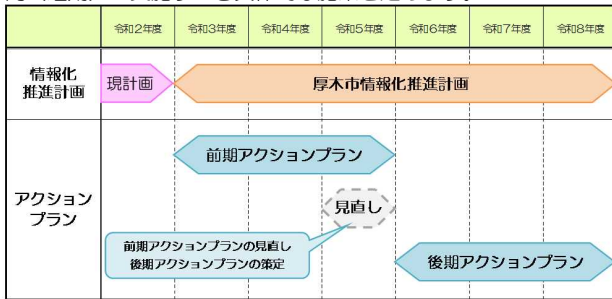 令和2年度 令和3年度 令和4年度 令和5年度 令和6年度 令和7年度 令和8年度
情報化
推進計画
現計画
厚木市情報化推進計画
アクション
プラン
前期アクションプラン
見直し
前期アクションプランの見直し
後期アクションプランの策定
後期アクションプラン